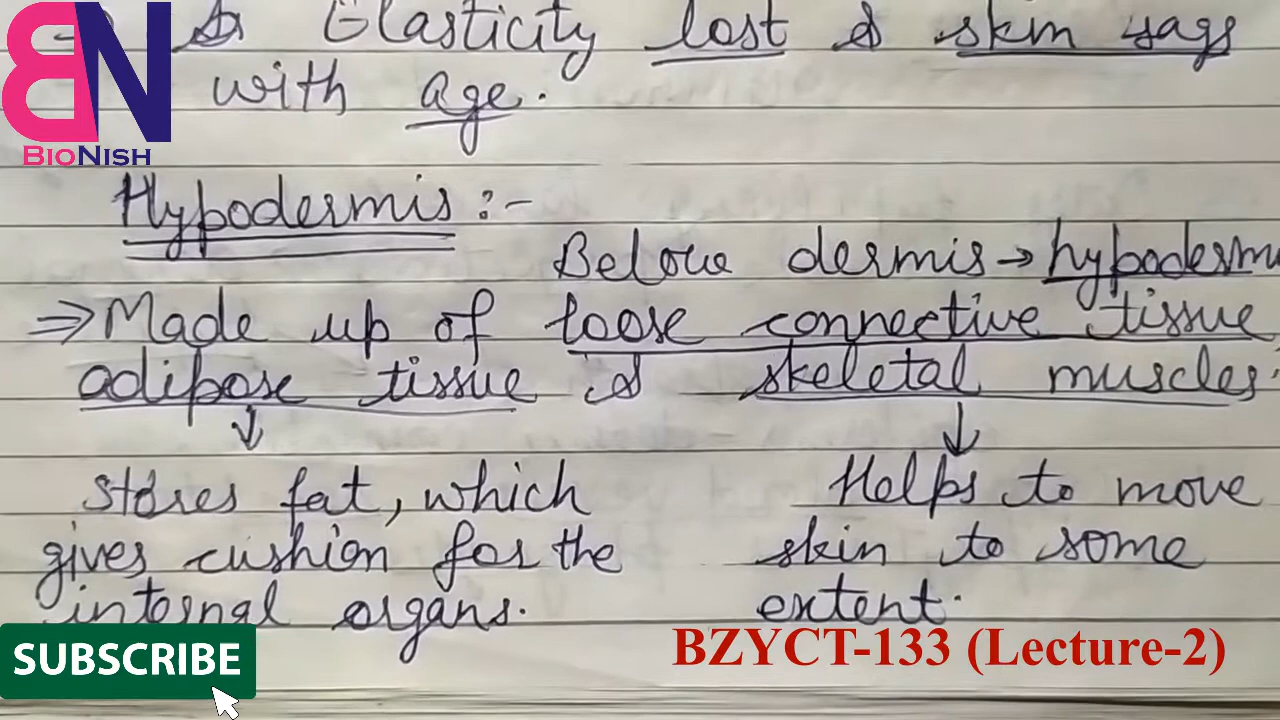 → & Elasticity lost & skin sags
with age.
BN
BIONISH
Hypodermis :-
Below dermis → hypoderm
⇒ Made up of loose connective tissue
adipose tissue & skeletal muscles.
↓ ↓
stores fat, which Helps to move
gives cushion for the skin to some
internal organs. extent.
SUBSCRIBE
BZYCT-133 (Lecture-2)